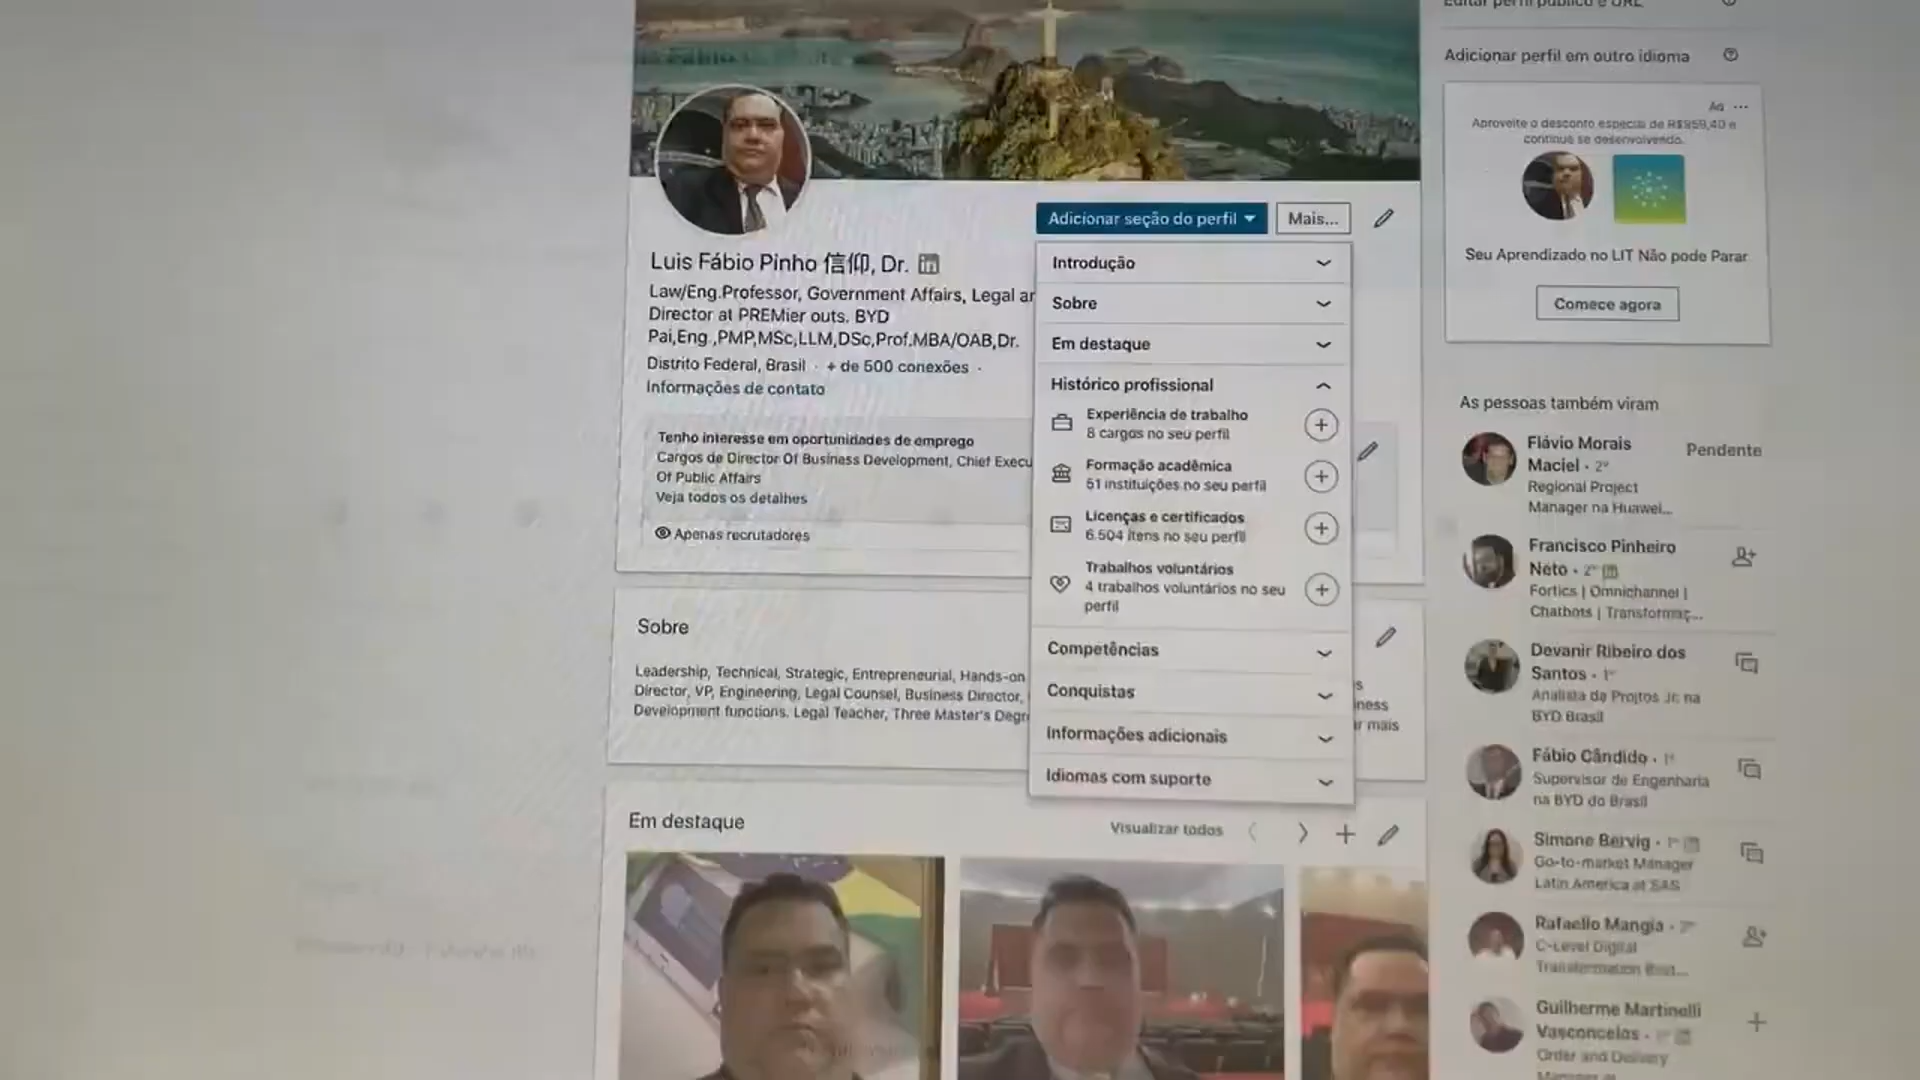 Editar perfil público e URL
Adicionar perfil em outro idioma
Ad ...
Aproveite o desconto especial de R$959,40 e
continue se desenvolvendo.
Seu Aprendizado no LIT Não pode Parar
Comece agora
Adicionar seção do perfil
Mais...
Luis Fábio Pinho 信仰, Dr. in
Law/Eng.Professor, Government Affairs, Legal
Director at PREMier outs. BYD
Pai,Eng.,PMP,MSc,LLM,DSc,Prof.MBA/OAB,Dr.
Distrito Federal, Brasil · + de 500 conexões ·
Informações de contato
Tenho interesse em oportunidades de emprego
Cargos de Director Of Business Development, Chief Execu
Of Public Affairs
Veja todos os detalhes
Apenas recrutadores
Introdução
Sobre
Em destaque
Histórico profissional
Experiência de trabalho
8 cargos no seu perfil
Formação acadêmica
51 instituições no seu perfil
Licenças e certificados
6.504 itens no seu perfil
Trabalhos voluntários
4 trabalhos voluntários no seu
perfil
Competências
Conquistas
Informações adicionais
Idiomas com suporte
Sobre
Leadership, Technical, Strategic, Entrepreneurial, Hands-on
Director, VP, Engineering, Legal Counsel, Business Director,
Development functions. Legal Teacher, Three Master's Degr
s
iness
r mais
Em destaque
Visualizar todos
As pessoas também viram
Flávio Morais
Maciel · 2º
Pendente
Regional Project
Manager na Huawei...
Francisco Pinheiro
Neto · 2º in
Fortics | Omnichannel |
Chatbots | Transformaç...
Devanir Ribeiro dos
Santos · 1º
Analista de Projtos Jr. na
BYD Brasil
Fábio Cândido · 1º
Supervisor de Engenharia
na BYD do Brasil
Simone Bervig · 1º in
Go-to-market Manager
Latin America at SAS
Rafaello Mangia ·
C-Level Digital
Transformation
Guilherme Martinelli
Vasconcelos ·
Order and Delivery